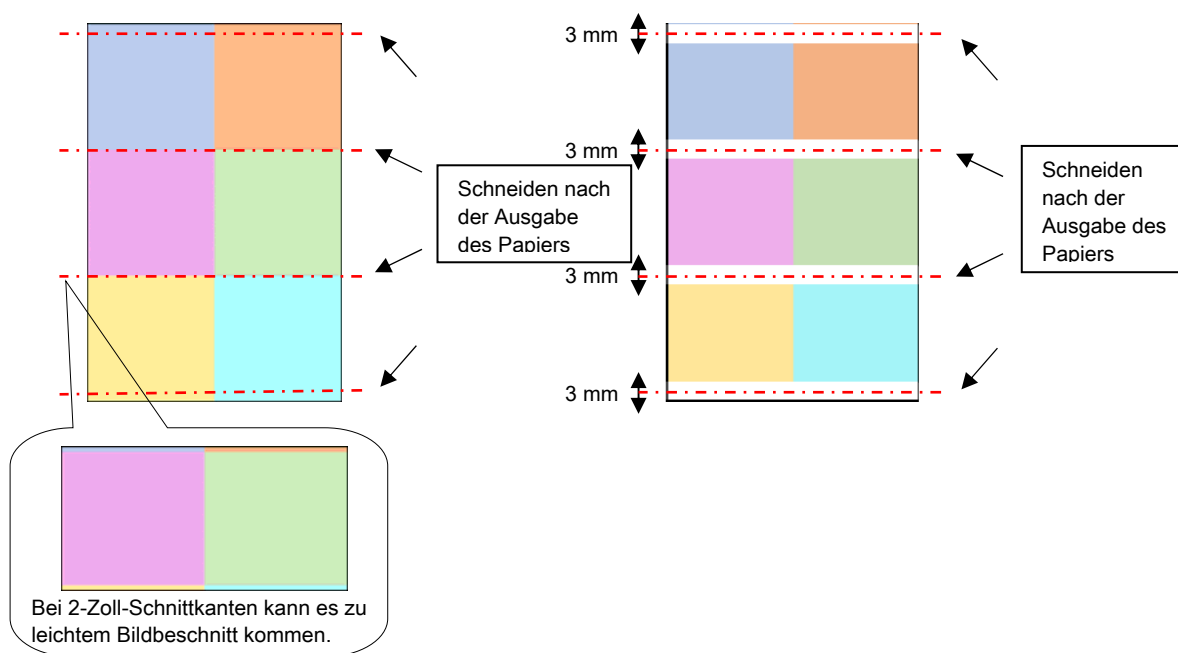 3 mm
3 mm
Schneiden nach
der Ausgabe
des Papiers
Schneiden
nach der
Ausgabe des
Papiers
3 mm
3 mm
Bei 2-Zoll-Schnittkanten kann es zu
leichtem Bildbeschnitt kommen.